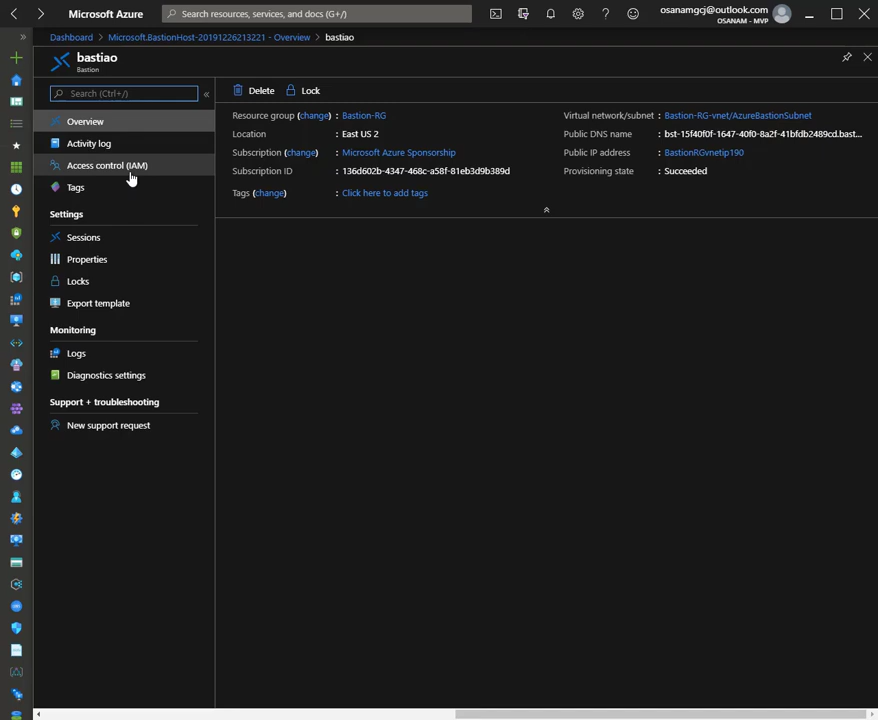 Microsoft Azure
Search resources, services, and docs (G+/)
osanamgcj@outlook.com
OSANAM - MVP
Dashboard > Microsoft.BastionHost-20191226213221 - Overview > bastiao
bastiao
Bastion
Search (Ctrl+/)
Overview
Activity log
Access control (IAM)
Tags
Settings
Sessions
Properties
Locks
Export template
Monitoring
Logs
Diagnostics settings
Support + troubleshooting
New support request
Delete Lock
Resource group (change) : Bastion-RG
Location : East US 2
Subscription (change) : Microsoft Azure Sponsorship
Subscription ID : 136d602b-4347-468c-a58f-81eb3d9b389d
Tags (change) : Click here to add tags
Virtual network/subnet : Bastion-RG-vnet/AzureBastionSubnet
Public DNS name : bst-15f40f0f-1647-40f0-8a2f-41bfdb2489cd.bast...
Public IP address : BastionRGvnetip190
Provisioning state : Succeeded